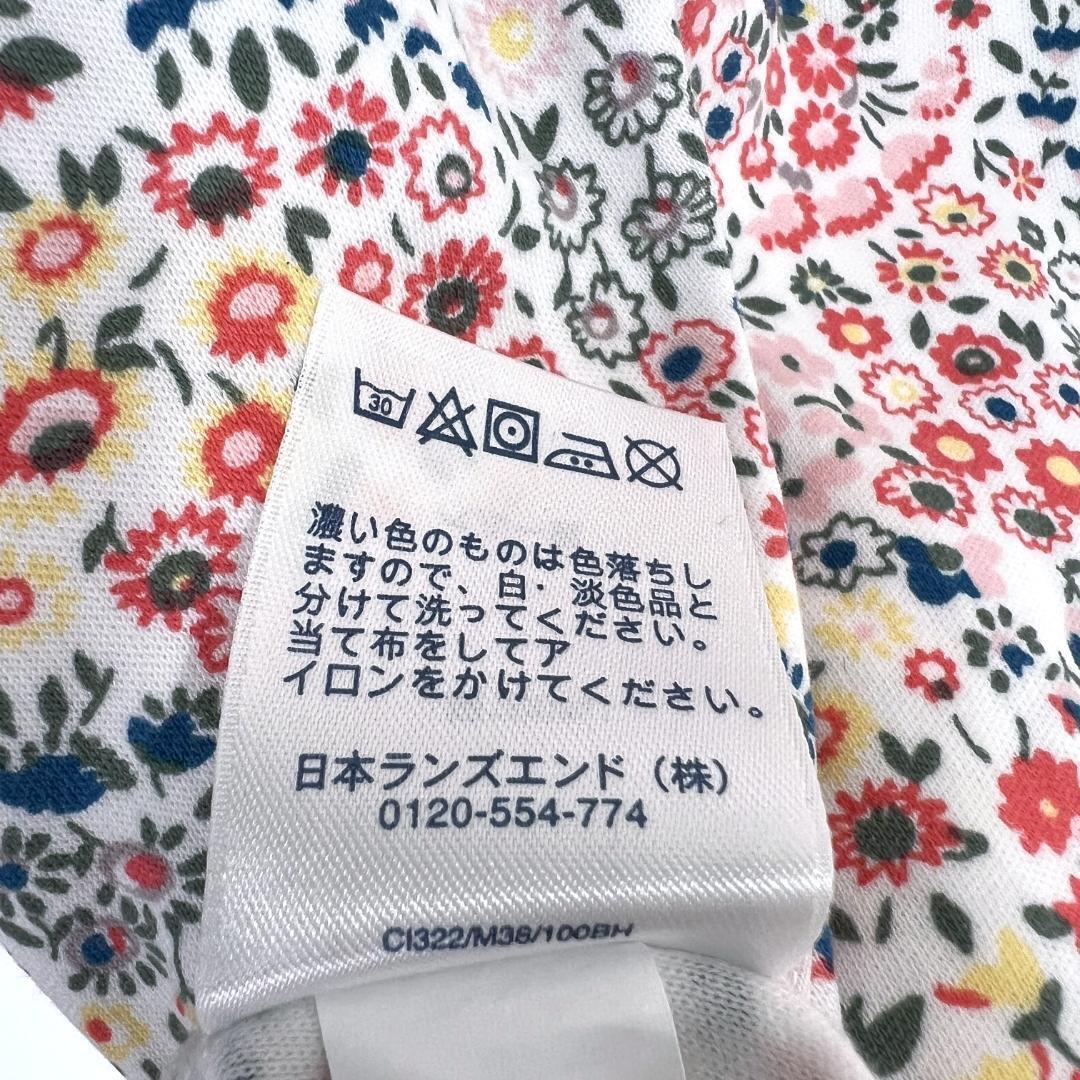 30
濃い色のものは色落ちし
ますので、白・淡色品と
分けて洗ってください。
当て布をしてア
イロンをかけてください。
日本ランズエンド（株）
0120-554-774
CI322/M38/100BH